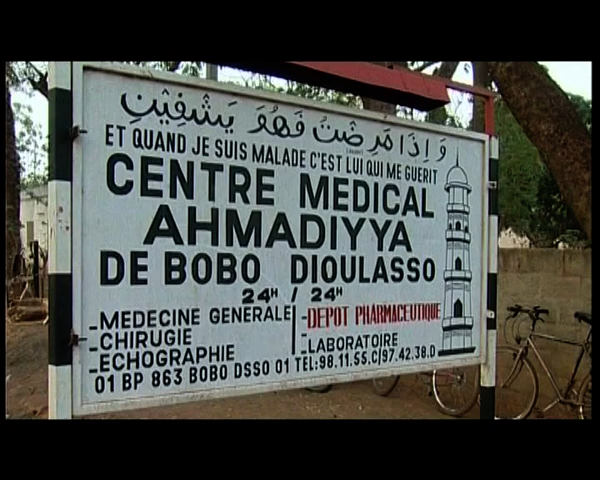 وَإِذَا مَرِضْتُ فَهُوَ يَشْفِيْنِ
ET QUAND JE SUIS MALADE C'EST LUI QUI ME GUERIT
CENTRE MEDICAL
AHMADIYYA
DE BOBO DIOULASSO
24H / 24H
-MEDECINE GENERALE
-CHIRUGIE
-ECHOGRAPHIE
-DEPOT PHARMACEUTIQUE
-LABORATOIRE
01 BP 863 BOBO DSSO 01 TEL:98.11.55.C/97.42.38.D